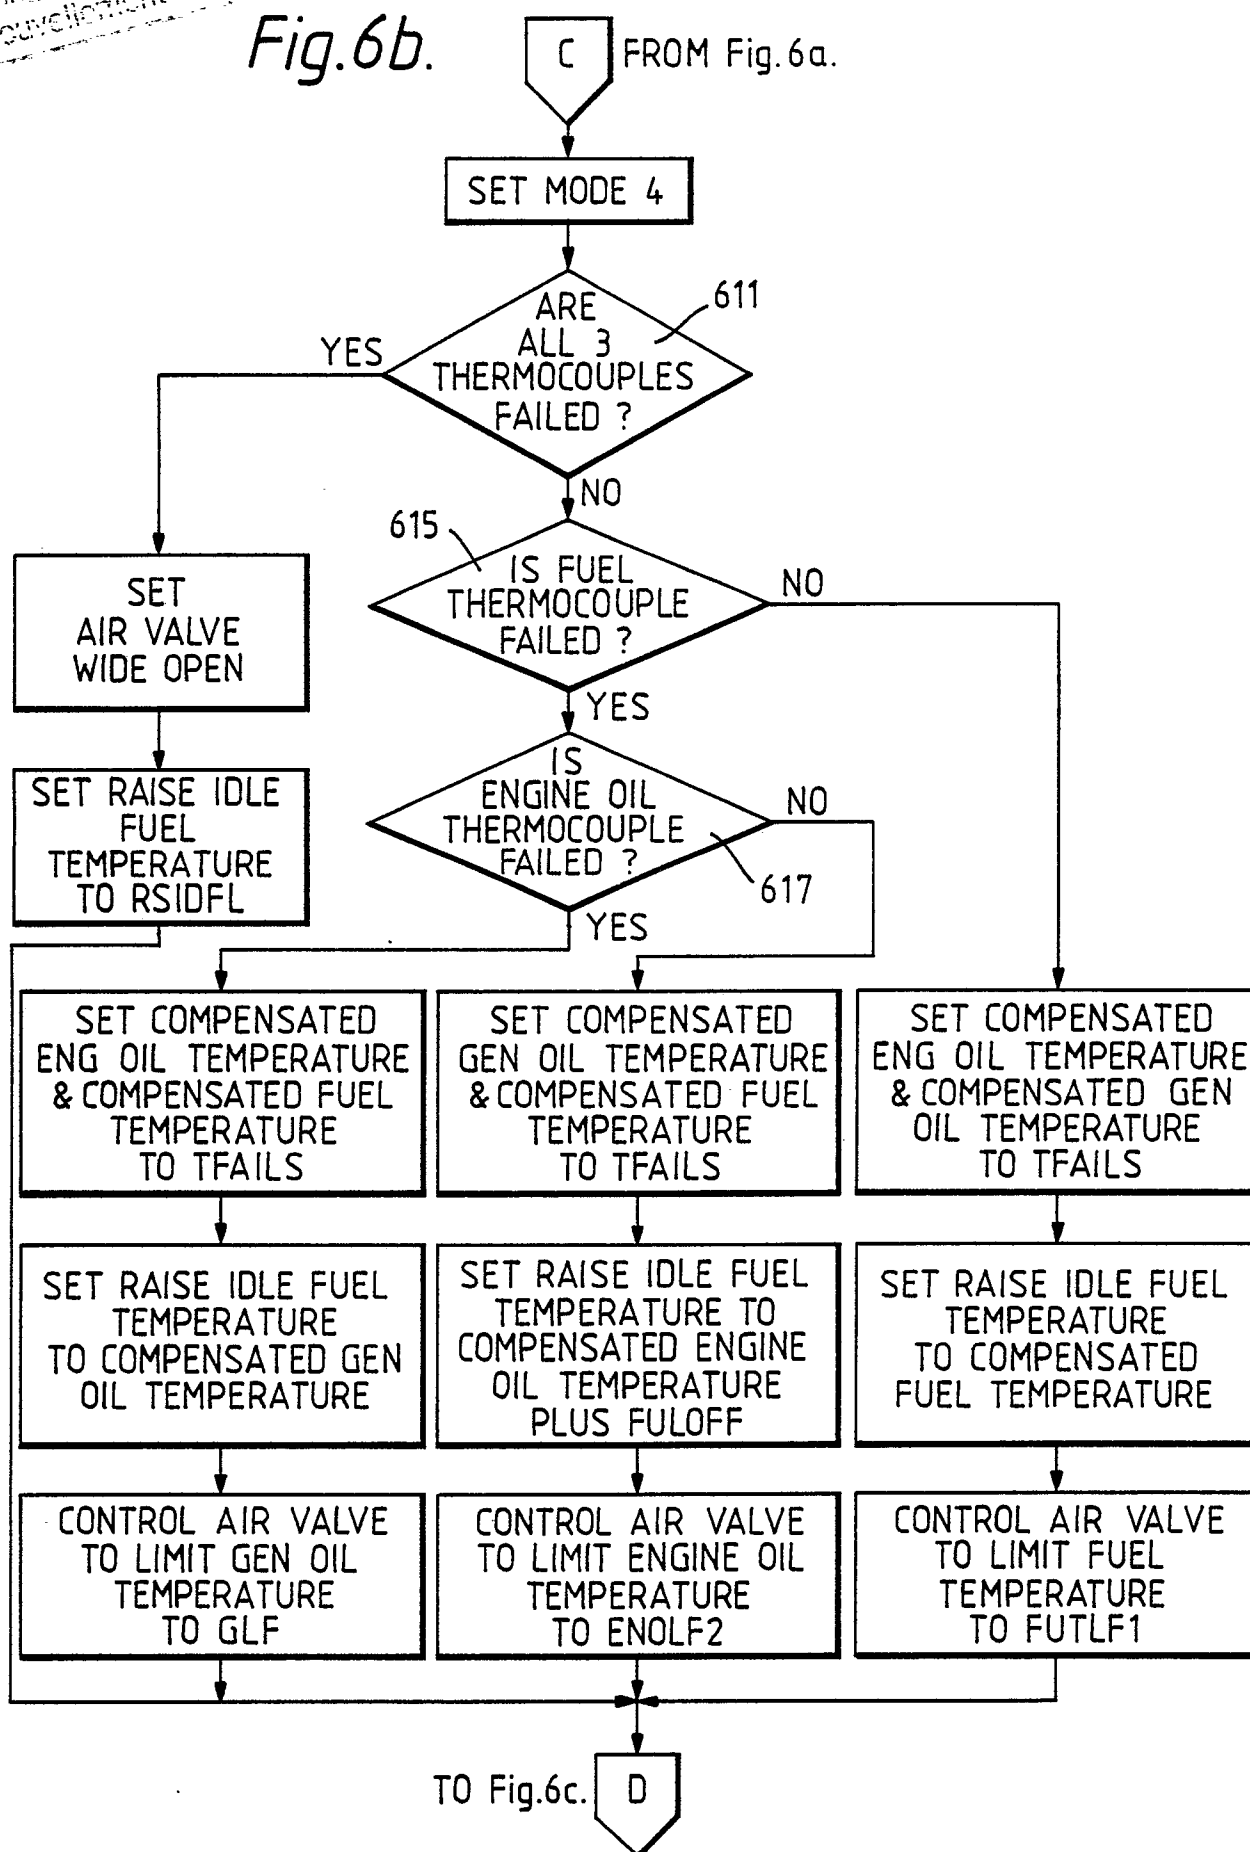 Fig.6b.
C
FROM Fig.6a.
SET MODE 4
ARE
ALL 3
THERMOCOUPLES
FAILED ?
611
YES
NO
615
IS FUEL
THERMOCOUPLE
FAILED ?
NO
YES
SET
AIR VALVE
WIDE OPEN
SET RAISE IDLE
FUEL
TEMPERATURE
TO RSIDFL
IS
ENGINE OIL
THERMOCOUPLE
FAILED ?
NO
617
YES
SET COMPENSATED
ENG OIL TEMPERATURE
& COMPENSATED FUEL
TEMPERATURE
TO TFAILS
SET COMPENSATED
GEN OIL TEMPERATURE
& COMPENSATED FUEL
TEMPERATURE
TO TFAILS
SET COMPENSATED
ENG OIL TEMPERATURE
& COMPENSATED GEN
OIL TEMPERATURE
TO TFAILS
SET RAISE IDLE FUEL
TEMPERATURE
TO COMPENSATED GEN
OIL TEMPERATURE
SET RAISE IDLE FUEL
TEMPERATURE TO
COMPENSATED ENGINE
OIL TEMPERATURE
PLUS FULOFF
SET RAISE IDLE FUEL
TEMPERATURE
TO COMPENSATED
FUEL TEMPERATURE
CONTROL AIR VALVE
TO LIMIT GEN OIL
TEMPERATURE
TO GLF
CONTROL AIR VALVE
TO LIMIT ENGINE OIL
TEMPERATURE
TO ENOLF2
CONTROL AIR VALVE
TO LIMIT FUEL
TEMPERATURE
TO FUTLF1
TO Fig.6c.
D